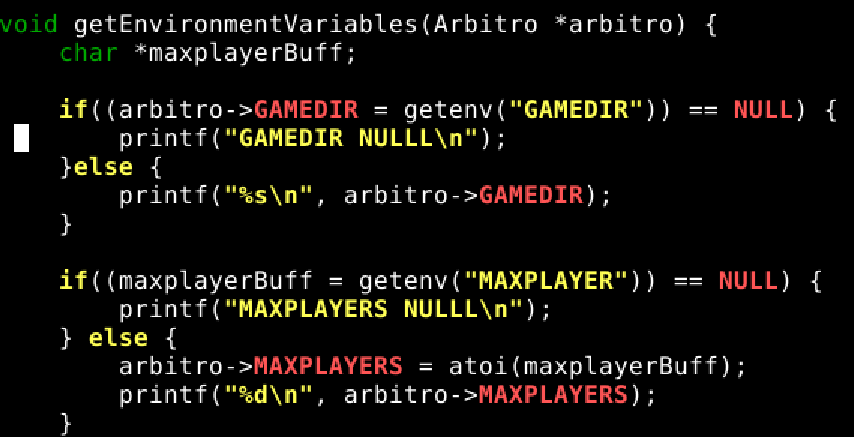 void getEnvironmentVariables(Arbitro *arbitro) {
    char *maxplayerBuff;

    if((arbitro->GAMEDIR = getenv("GAMEDIR")) == NULL) {
        printf("GAMEDIR NULLL\n");
    }else {
        printf("%s\n", arbitro->GAMEDIR);
    }

    if((maxplayerBuff = getenv("MAXPLAYER")) == NULL) {
        printf("MAXPLAYERS NULLL\n");
    } else {
        arbitro->MAXPLAYERS = atoi(maxplayerBuff);
        printf("%d\n", arbitro->MAXPLAYERS);
    }